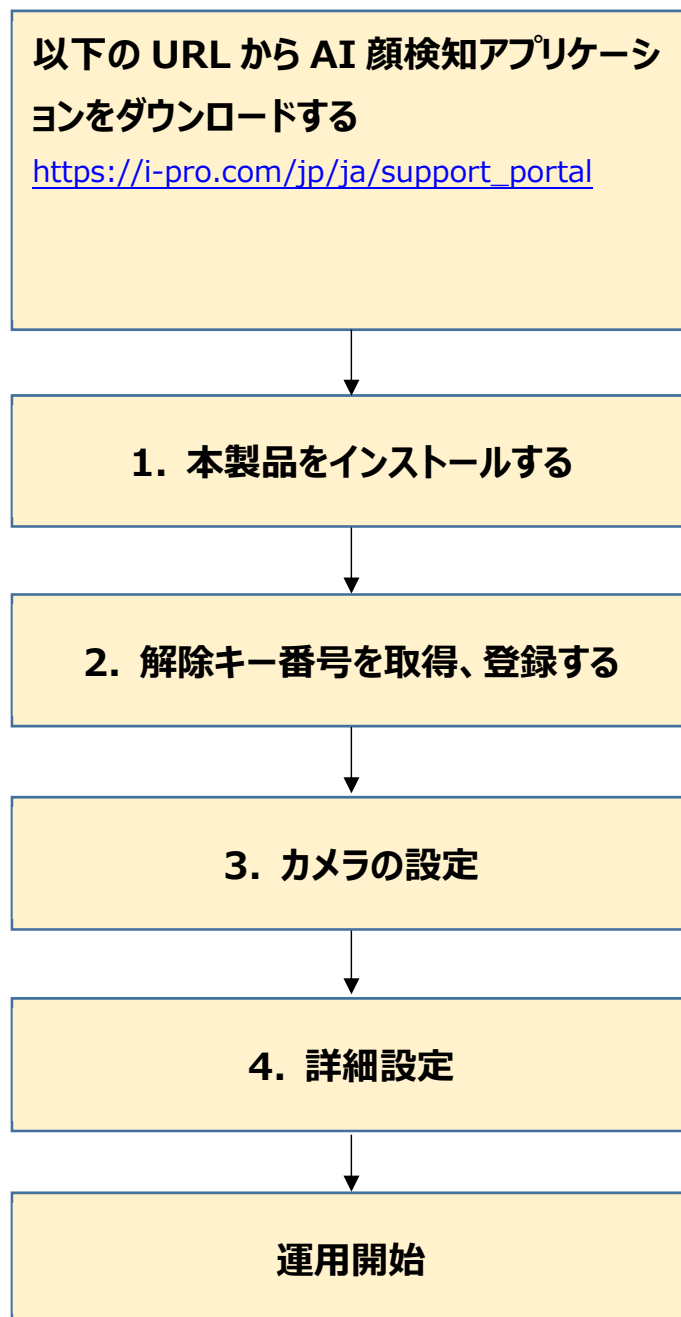 以下の URL から AI 顔検知アプリケーシ
ョンをダウンロードする
https://i-pro.com/jp/ja/support_portal
1. 本製品をインストールする
2. 解除キー番号を取得、登録する
3. カメラの設定
4. 詳細設定
運用開始